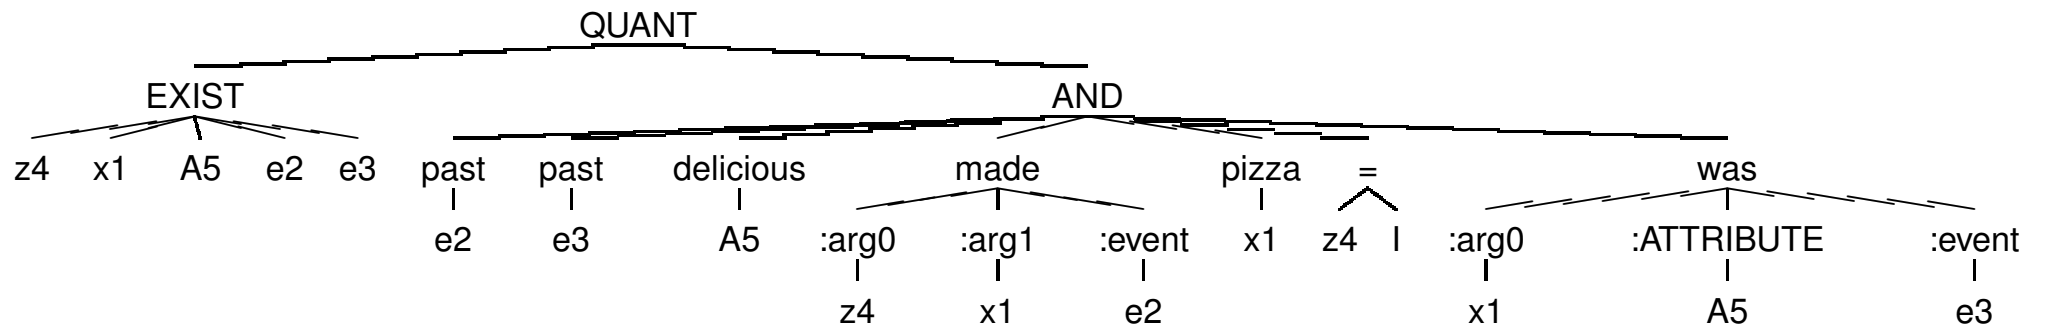 QUANT
EXIST AND
z4 x1 A5 e2 e3 past past delicious made pizza = was
e2 e3 A5 :arg0 :arg1 :event x1 z4 I :arg0 :ATTRIBUTE :event
z4 x1 e2 x1 A5 e3